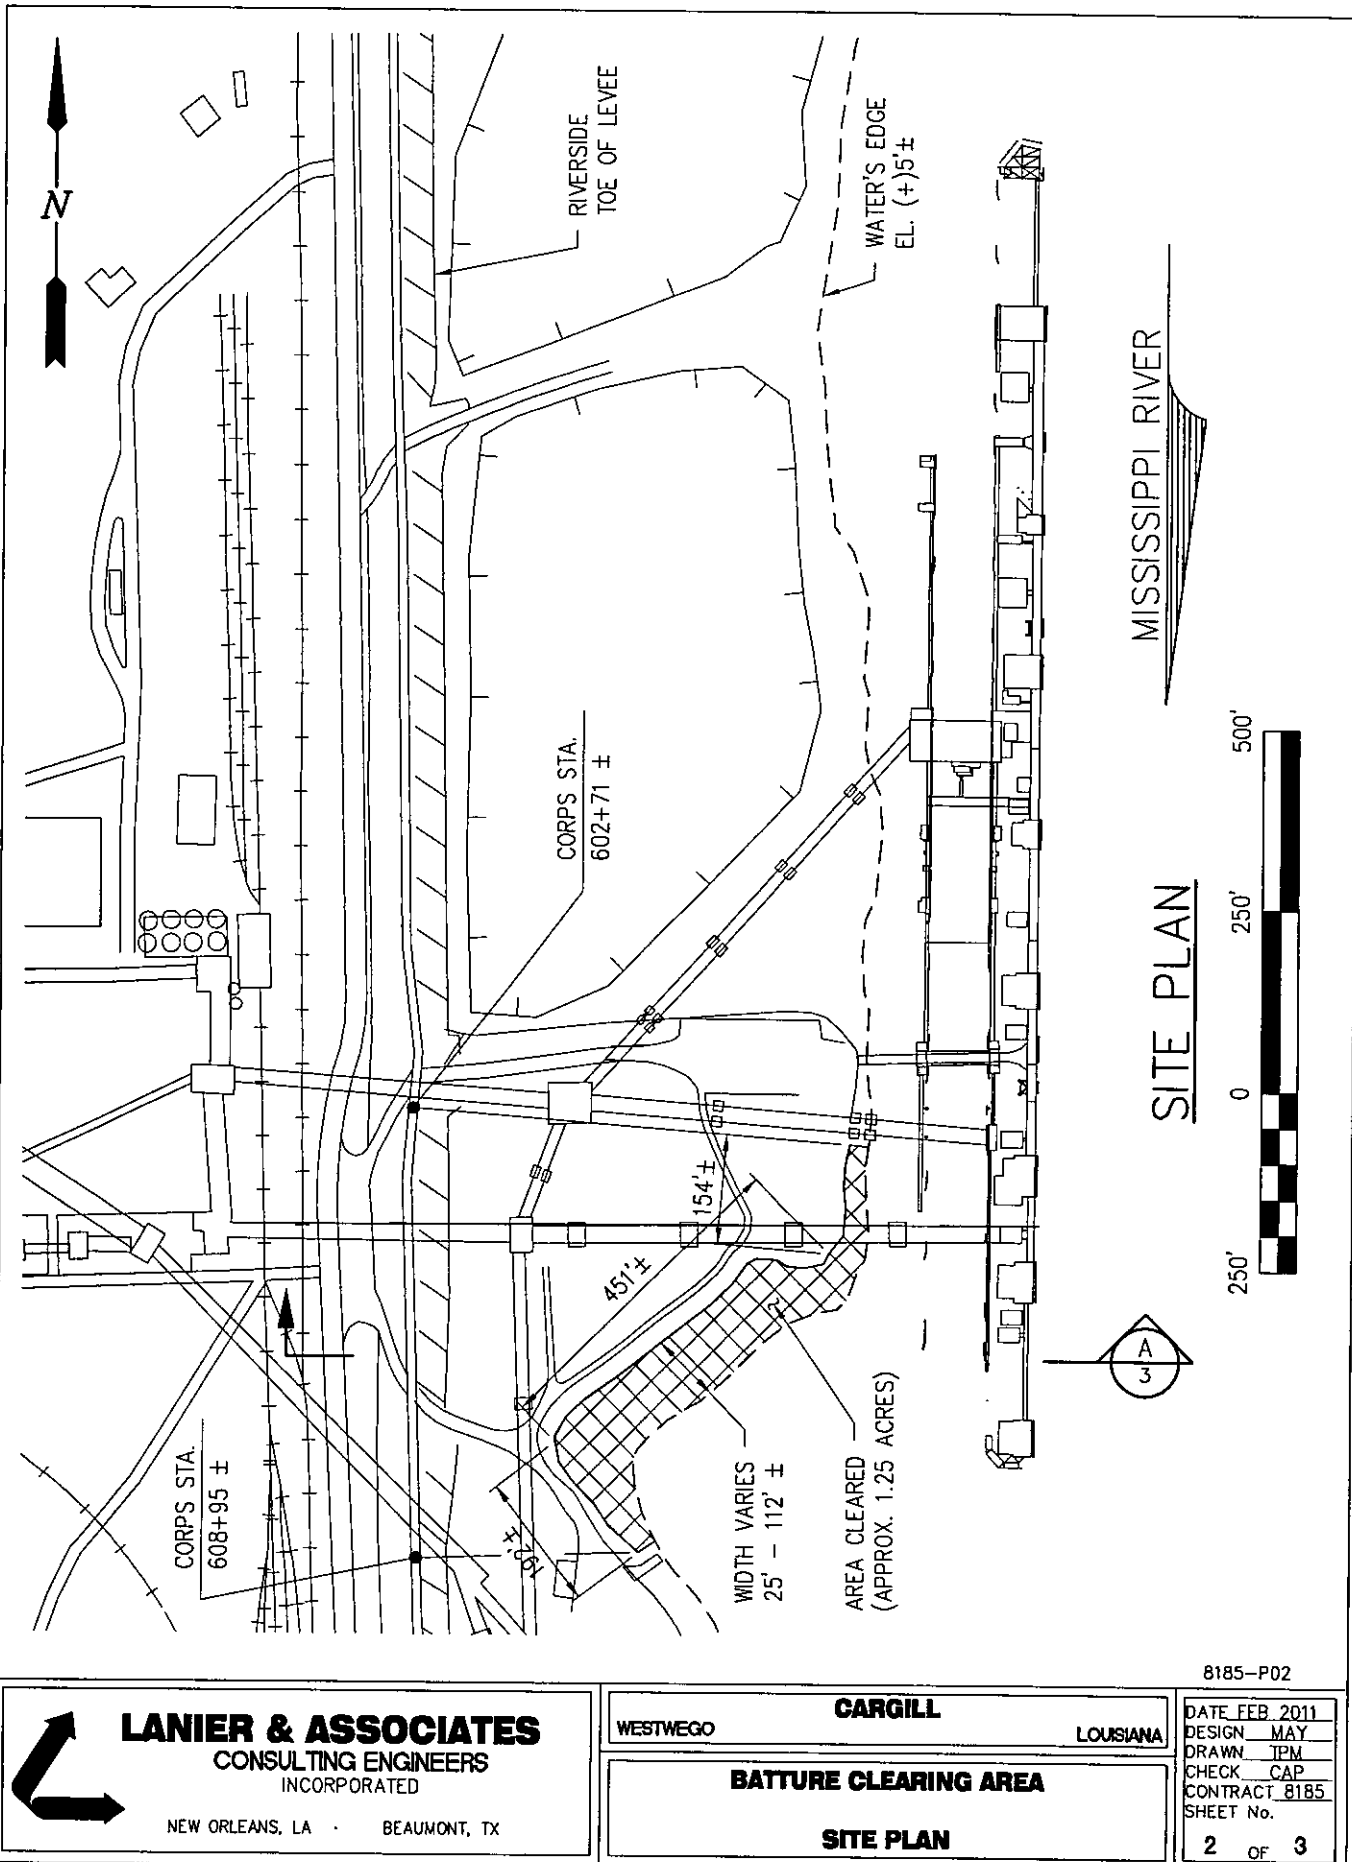 N
RIVERSIDE
TOE OF LEVEE
WATER'S EDGE
EL. (+)5'±
MISSISSIPPI RIVER
CORPS STA.
602+71 ±
SITE PLAN
500'
250'
0
250'
154'±
451'±
A
3
CORPS STA.
608+95 ±
WIDTH VARIES
25' - 112' ±
AREA CLEARED
(APPROX. 1.25 ACRES)
8185-P02
LANIER & ASSOCIATES
CONSULTING ENGINEERS
INCORPORATED
NEW ORLEANS, LA · BEAUMONT, TX
CARGILL
WESTWEGO LOUISIANA
BATTURE CLEARING AREA
SITE PLAN
DATE FEB. 2011
DESIGN MAY
DRAWN TPM
CHECK CAP
CONTRACT 8185
SHEET No.
2 OF 3